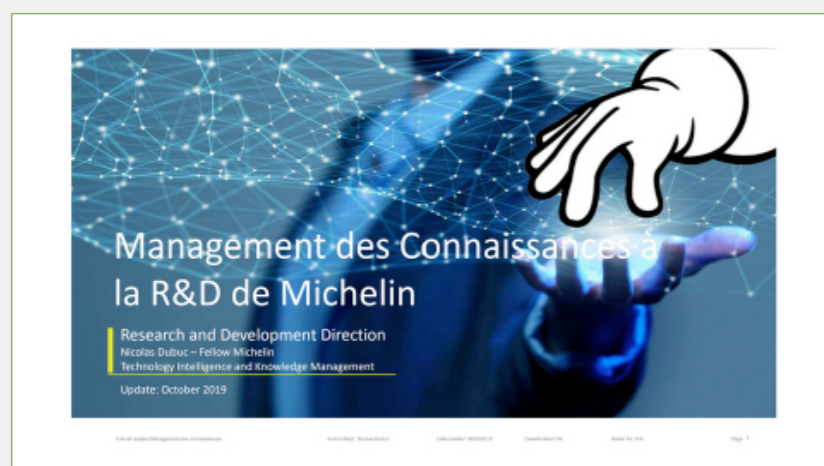 Management des Connaissances à
la R&D de Michelin
Research and Development Direction
Nicolas Dubuc – Fellow Michelin
Technology Intelligence and Knowledge Management
Update: October 2019
Page